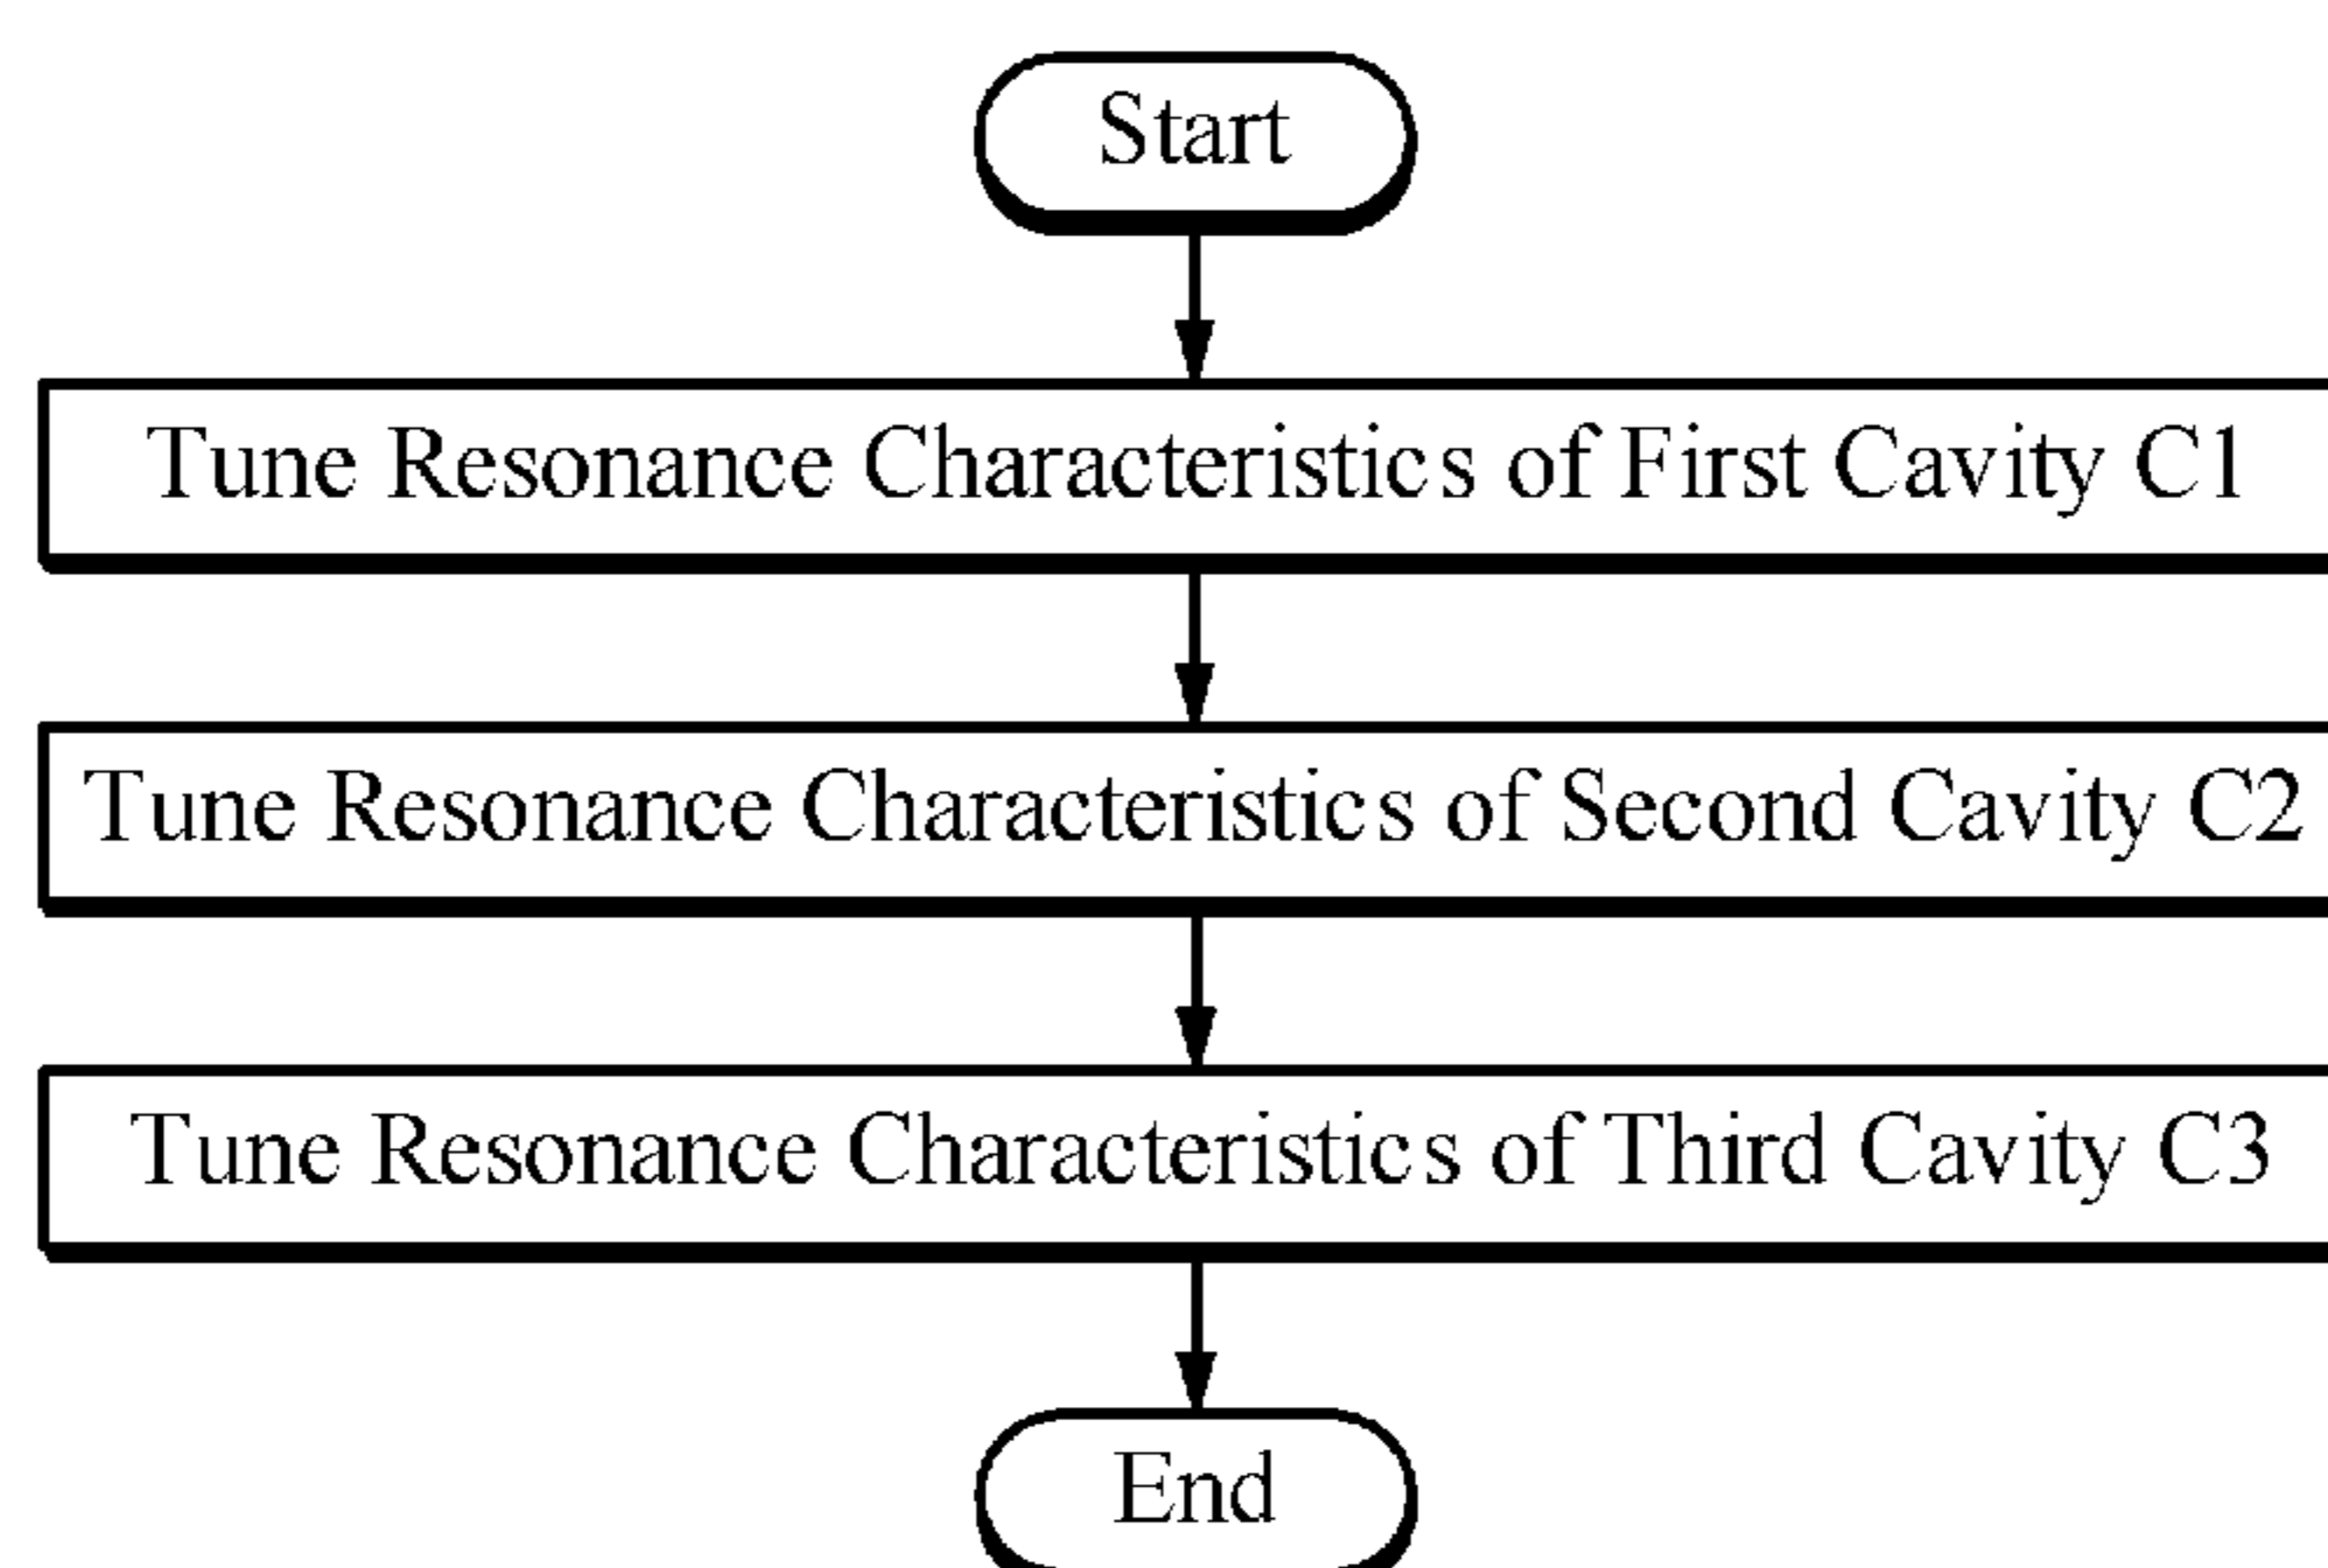 Start
Tune Resonance Characteristics of First Cavity C1
Tune Resonance Characteristics of Second Cavity C2
Tune Resonance Characteristics of Third Cavity C3
End